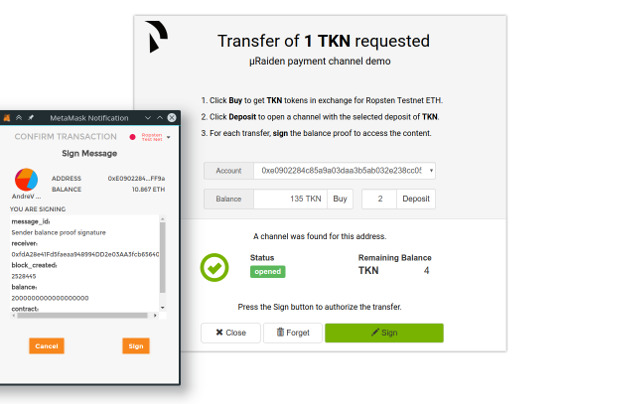 Transfer of 1 TKN requested
µRaiden payment channel demo
1. Click Buy to get TKN tokens in exchange for Ropsten Testnet ETH.
2. Click Deposit to open a channel with the selected deposit of TKN.
3. For each transfer, sign the balance proof to access the content.
Account 0xe0902284c85a9a03daa3b5ab032e238cc05
Balance 135 TKN Buy 2 Deposit
A channel was found for this address.
Status Remaining Balance
opened TKN 4
Press the Sign button to authorize the transfer.
Close Forget Sign
MetaMask Notification
CONFIRM TRANSACTION Ropsten
Test Net
Sign Message
ADDRESS 0xE0902284...FF9a
BALANCE 10.867 ETH
AndreV ...
YOU ARE SIGNING
message_id:
Sender balance proof signature
receiver:
block_created:
2528445
balance:
2000000000000000000
contract:
Cancel Sign